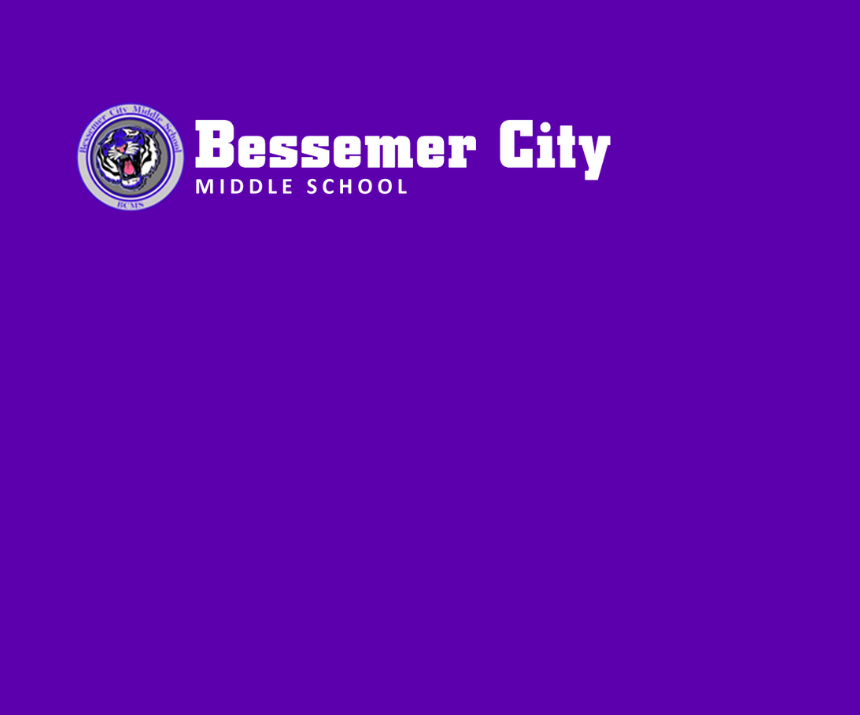 Bessemer City Middle School
BCMS
Bessemer City
MIDDLE SCHOOL